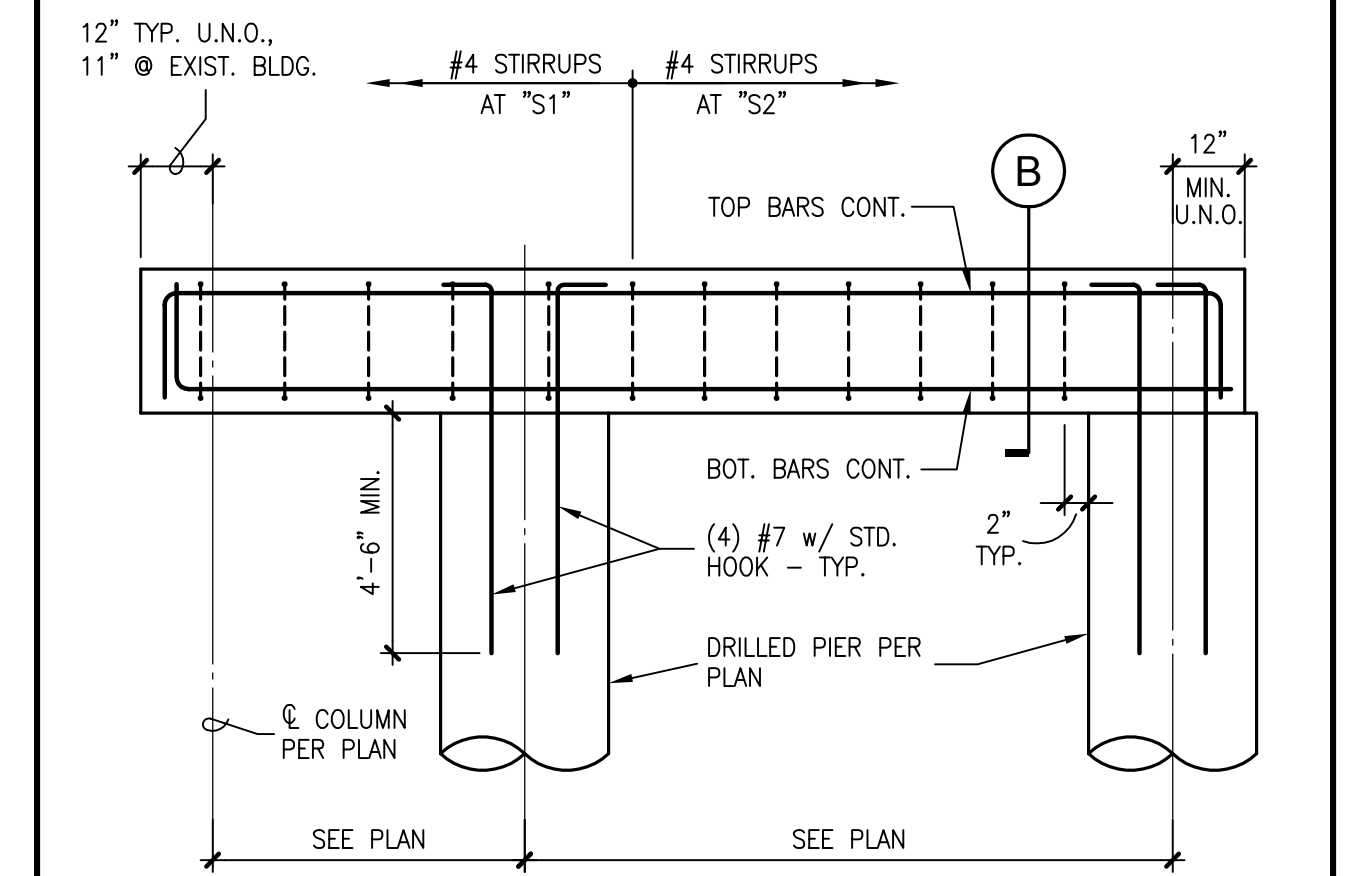 12” TYP. U.N.O.,
11” @ EXIST. BLDG.
#4 STIRRUPS
AT ”S1”
#4 STIRRUPS
AT ”S2”
B
12”
MIN.
U.N.O.
TOP BARS CONT.
BOT. BARS CONT.
4’-6” MIN.
(4) #7 w/ STD.
HOOK – TYP.
2”
TYP.
DRILLED PIER PER
PLAN
℄ COLUMN
PER PLAN
SEE PLAN
SEE PLAN